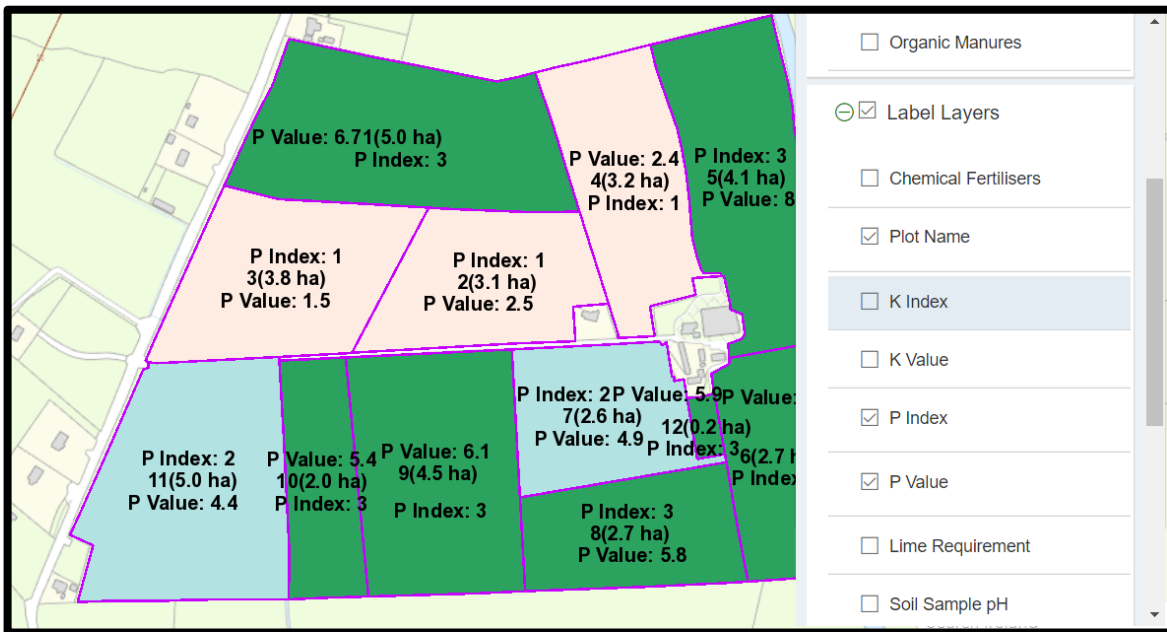 P Value: 6.71(5.0 ha)
P Index: 3
P Value: 2.4
4(3.2 ha)
P Index: 1
P Index: 3
5(4.1 ha)
P Value: 8
P Index: 1
3(3.8 ha)
P Value: 1.5
P Index: 1
2(3.1 ha)
P Value: 2.5
P Index: 2
11(5.0 ha)
P Value: 4.4
P Value: 5.4
10(2.0 ha)
P Index: 3
P Value: 6.1
9(4.5 ha)
P Index: 3
P Index: 2
7(2.6 ha)
P Value: 4.9
P Value: 5.9
12(0.2 ha)
P Index: 3
P Value:
6(2.7 h
P Index
P Index: 3
8(2.7 ha)
P Value: 5.8
Organic Manures
Label Layers
Chemical Fertilisers
Plot Name
K Index
K Value
P Index
P Value
Lime Requirement
Soil Sample pH